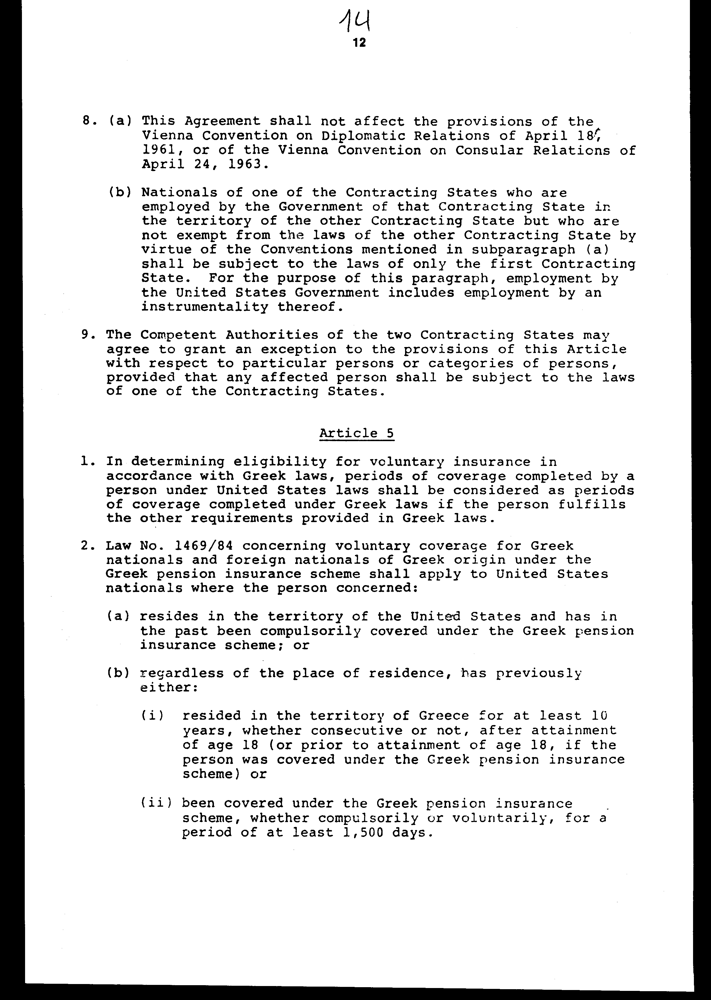 14
12
8. (a) This Agreement shall not affect the provisions of the
Vienna Convention on Diplomatic Relations of April 18,
1961, or of the Vienna Convention on Consular Relations of
April 24, 1963.
(b) Nationals of one of the Contracting States who are
employed by the Government of that Contracting State in
the territory of the other Contracting State but who are
not exempt from the laws of the other Contracting State by
virtue of the Conventions mentioned in subparagraph (a)
shall be subject to the laws of only the first Contracting
State. For the purpose of this paragraph, employment by
the United States Government includes employment by an
instrumentality thereof.
9. The Competent Authorities of the two Contracting States may
agree to grant an exception to the provisions of this Article
with respect to particular persons or categories of persons,
provided that any affected person shall be subject to the laws
of one of the Contracting States.
Article 5
1. In determining eligibility for voluntary insurance in
accordance with Greek laws, periods of coverage completed by a
person under United States laws shall be considered as periods
of coverage completed under Greek laws if the person fulfills
the other requirements provided in Greek laws.
2. Law No. 1469/84 concerning voluntary coverage for Greek
nationals and foreign nationals of Greek origin under the
Greek pension insurance scheme shall apply to United States
nationals where the person concerned:
(a) resides in the territory of the United States and has in
the past been compulsorily covered under the Greek pension
insurance scheme; or
(b) regardless of the place of residence, has previously
either:
(i) resided in the territory of Greece for at least 10
years, whether consecutive or not, after attainment
of age 18 (or prior to attainment of age 18, if the
person was covered under the Greek pension insurance
scheme) or
(ii) been covered under the Greek pension insurance
scheme, whether compulsorily or voluntarily, for a
period of at least 1,500 days.